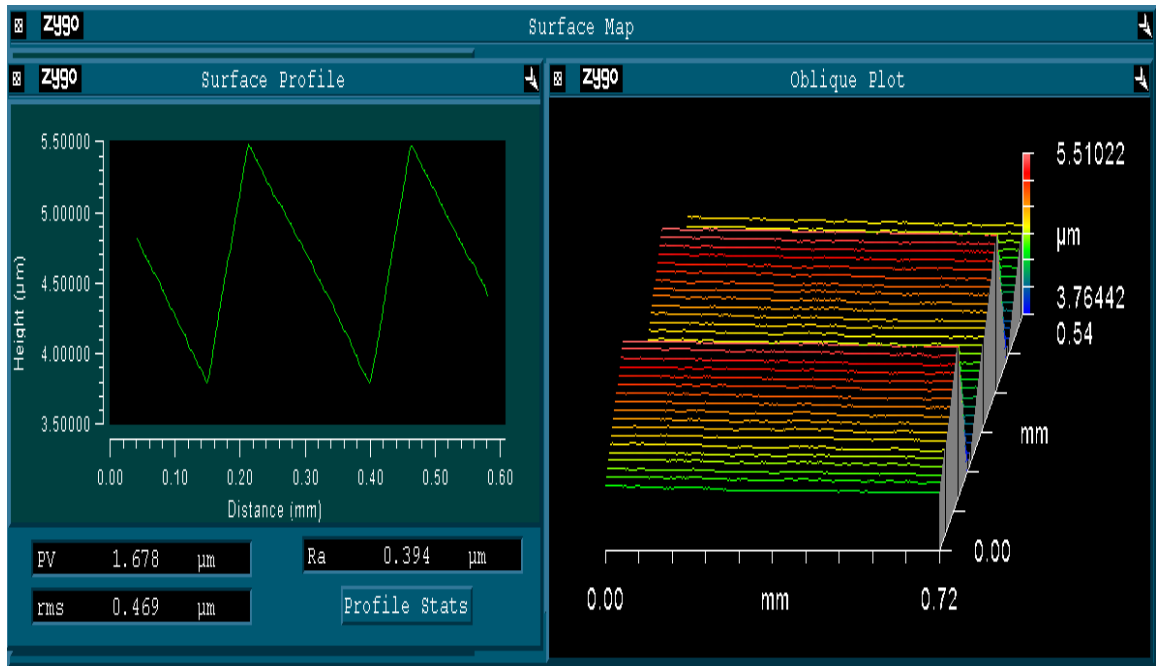 zygo Surface Map
zygo Surface Profile
5.50000
5.00000
4.50000
4.00000
3.50000
Height (µm)
0.00 0.10 0.20 0.30 0.40 0.50 0.60
Distance (mm)
PV 1.678 µm
Ra 0.394 µm
rms 0.469 µm
Profile Stats
zygo Oblique Plot
5.51022
µm
3.76442
0.54
mm
0.00
0.00 mm 0.72